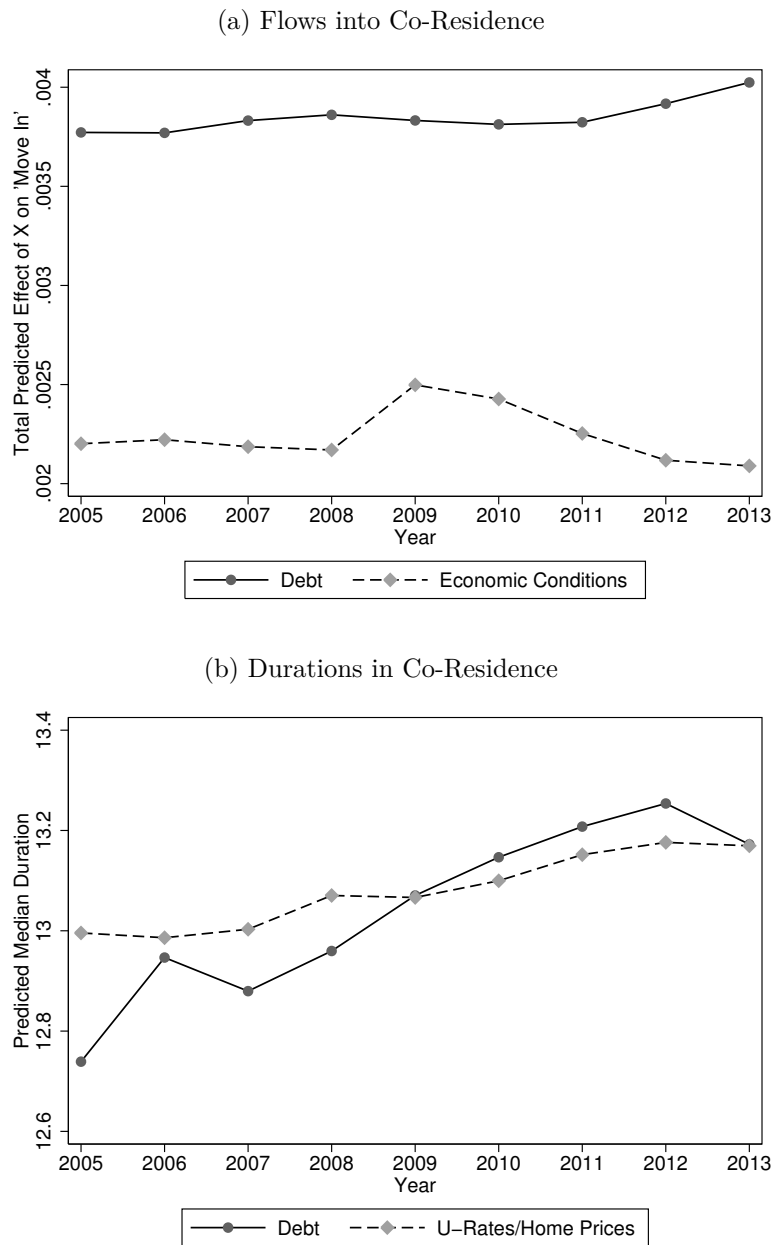 (a) Flows into Co-Residence
Total Predicted Effect of X on 'Move In'
.004
.0035
.003
.0025
.002
2005 2006 2007 2008 2009 2010 2011 2012 2013
Year
Debt Economic Conditions
(b) Durations in Co-Residence
Predicted Median Duration
13.4
13.2
13
12.8
12.6
2005 2006 2007 2008 2009 2010 2011 2012 2013
Year
Debt U−Rates/Home Prices